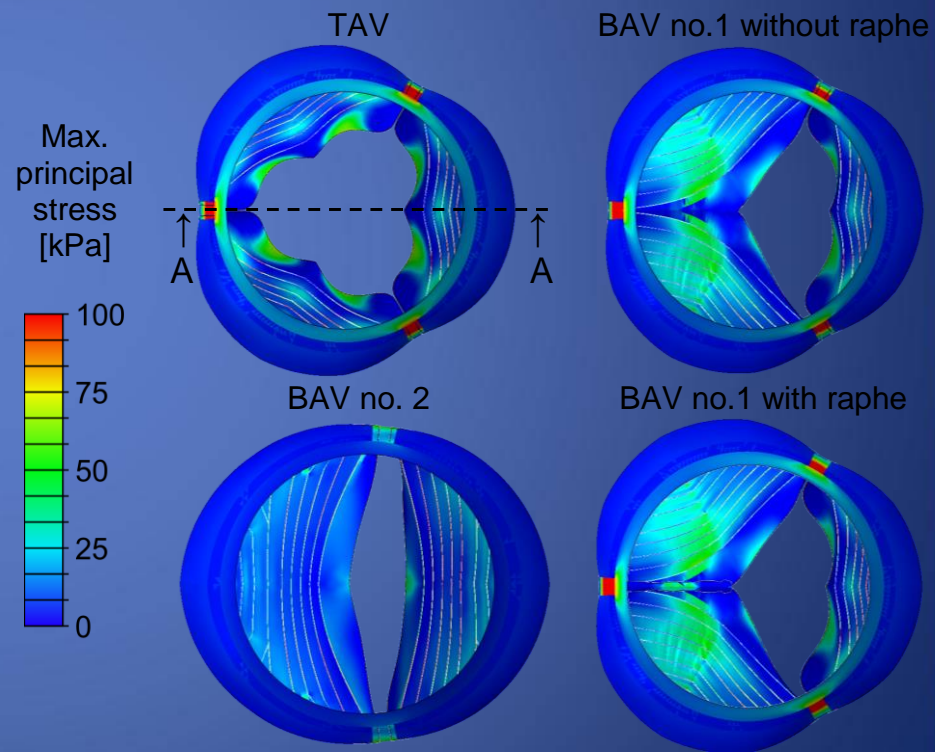 TAV
BAV no.1 without raphe
Max.
principal
stress
[kPa]
A
A
100
75
50
25
0
BAV no. 2
BAV no.1 with raphe